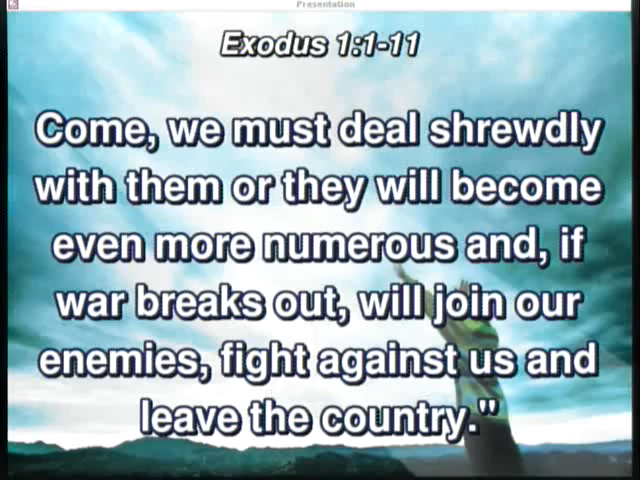 Presentation
Exodus 1:1-11
Come, we must deal shrewdly
with them or they will become
even more numerous and, if
war breaks out, will join our
enemies, fight against us and
leave the country."